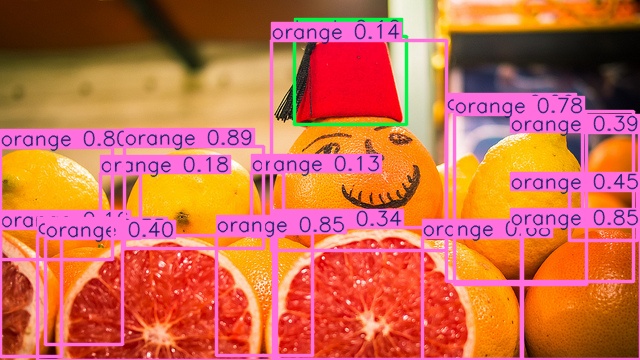 orange 0.14
orange 0.78
orange 0.39
orange 0.89
orange 0.18
orange 0.13
orange 0.45
orange 0.40
orange 0.85
0.34
orange 0.85